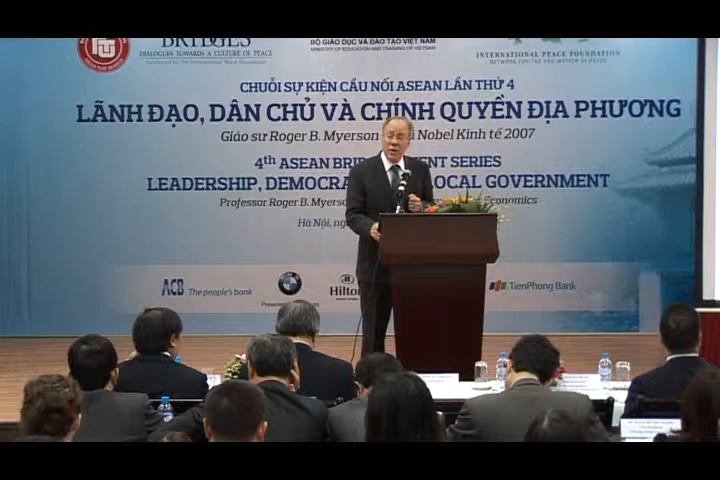 BRIDGES
DIALOGUES TOWARDS A CULTURE OF PEACE
BỘ GIÁO DỤC VÀ ĐÀO TẠO VIỆT NAM
MINISTRY OF EDUCATION AND TRAINING OF VIETNAM
INTERNATIONAL PEACE FOUNDATION
CHUỖI SỰ KIỆN CẦU NỐI ASEAN LẦN THỨ 4
LÃNH ĐẠO, DÂN CHỦ VÀ CHÍNH QUYỀN ĐỊA PHƯƠNG
Giáo sư Roger B. Myerson Nobel Kinh tế 2007
4th ASEAN SERIES
LEADERSHIP, LOCAL GOVERNMENT
Professor Roger B. Economics
Hà Nội,
ACB The people's bank
BMW
Hilton
TienPhong Bank